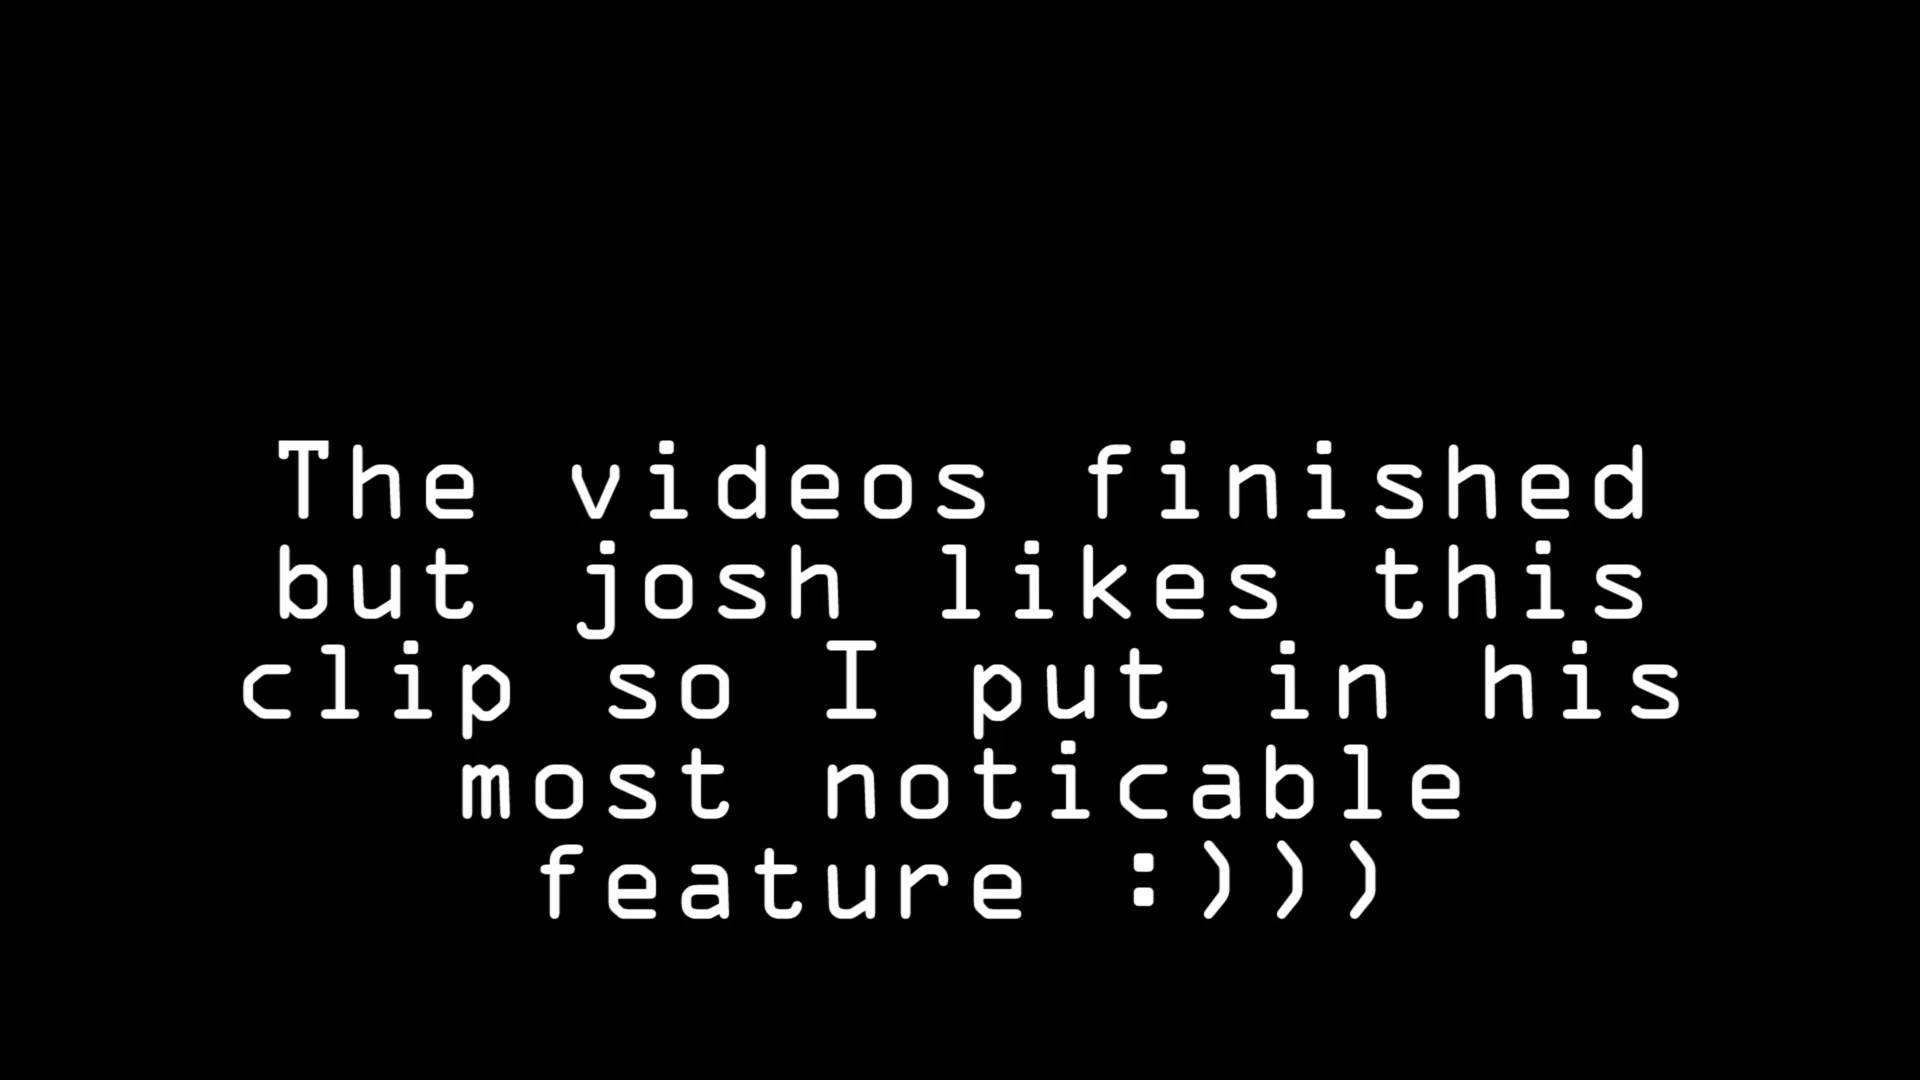 The videos finished
but josh likes this
clip so I put in his
most noticable
feature :)))